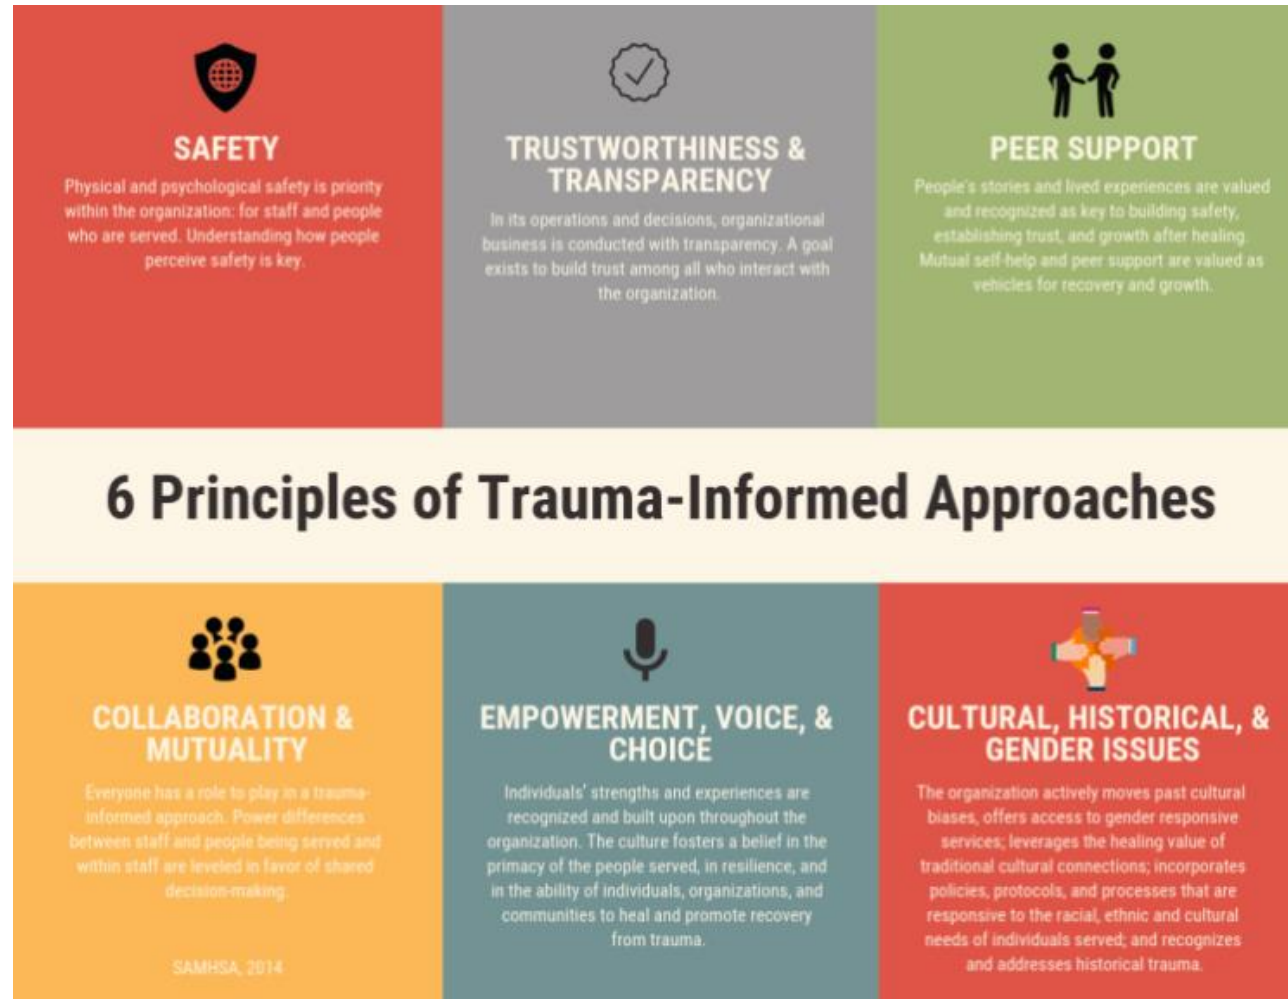 SAFETY
Physical and psychological safety is priority
within the organization: for staff and people
who are served. Understanding how people
perceive safety is key.
TRUSTWORTHINESS &
TRANSPARENCY
In its operations and decisions, organizational
business is conducted with transparency. A goal
exists to build trust among all who interact with
the organization.
PEER SUPPORT
People's stories and lived experiences are valued
and recognized as key to building safety,
establishing trust, and growth after healing.
Mutual self-help and peer support are valued as
vehicles for recovery and growth.
6 Principles of Trauma-Informed Approaches
COLLABORATION &
MUTUALITY
Everyone has a role to play in a trauma-
informed approach. Power differences
between staff and people being served and
within staff are leveled in favor of shared
decision-making.
SAMHSA, 2014
EMPOWERMENT, VOICE, &
CHOICE
Individuals' strengths and experiences are
recognized and built upon throughout the
organization. The culture fosters a belief in the
primacy of the people served, in resilience, and
in the ability of individuals, organizations, and
communities to heal and promote recovery
from trauma.
CULTURAL, HISTORICAL, &
GENDER ISSUES
The organization actively moves past cultural
biases, offers access to gender responsive
services; leverages the healing value of
traditional cultural connections; incorporates
policies, protocols, and processes that are
responsive to the racial, ethnic and cultural
needs of individuals served; and recognizes
and addresses historical trauma.